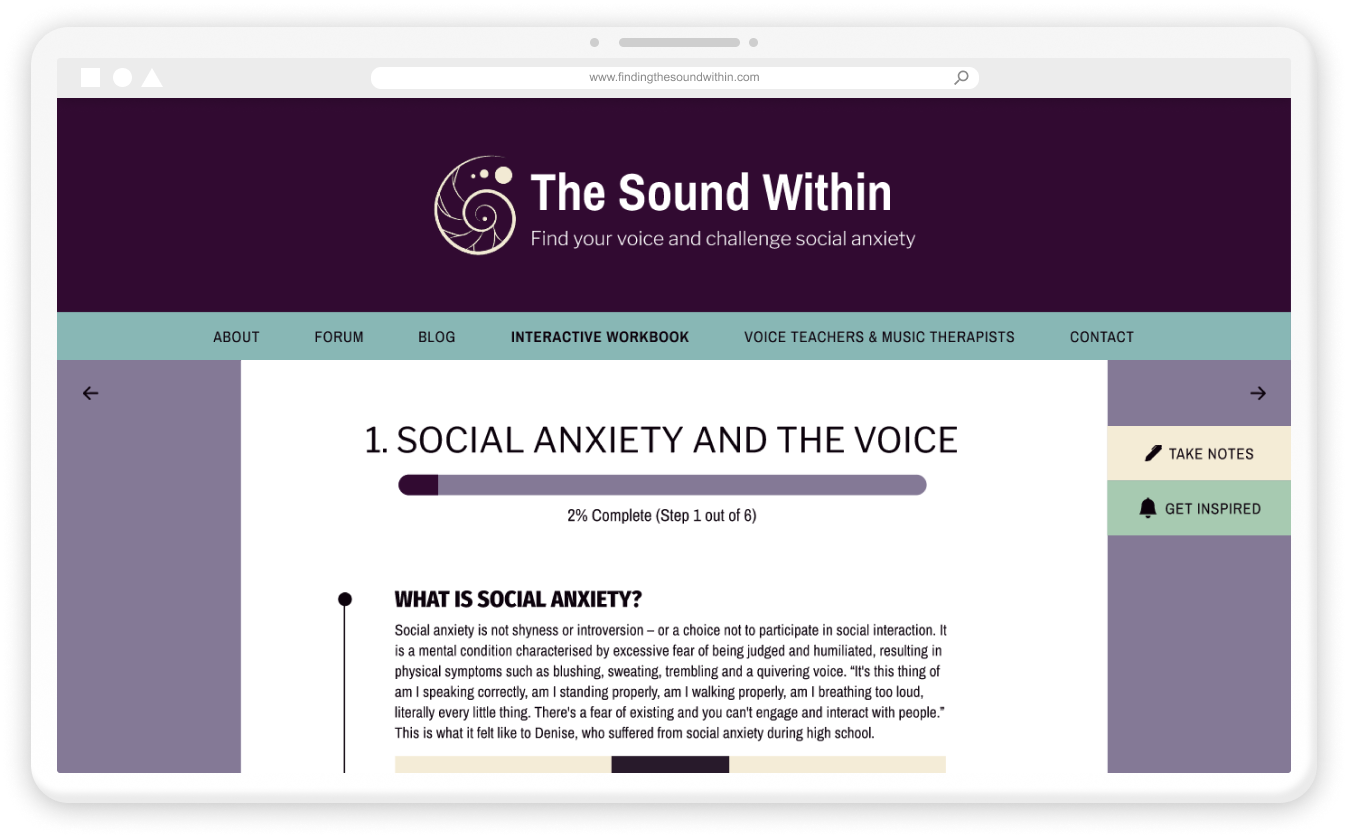 www.findingthesoundwithin.com
The Sound Within
Find your voice and challenge social anxiety
ABOUT FORUM BLOG INTERACTIVE WORKBOOK VOICE TEACHERS & MUSIC THERAPISTS CONTACT
1. SOCIAL ANXIETY AND THE VOICE
TAKE NOTES
GET INSPIRED
2% Complete (Step 1 out of 6)
WHAT IS SOCIAL ANXIETY?
Social anxiety is not shyness or introversion – or a choice not to participate in social interaction. It
is a mental condition characterised by excessive fear of being judged and humiliated, resulting in
physical symptoms such as blushing, sweating, trembling and a quivering voice. “It's this thing of
am I speaking correctly, am I standing properly, am I walking properly, am I breathing too loud,
literally every little thing. There's a fear of existing and you can't engage and interact with people.”
This is what it felt like to Denise, who suffered from social anxiety during high school.